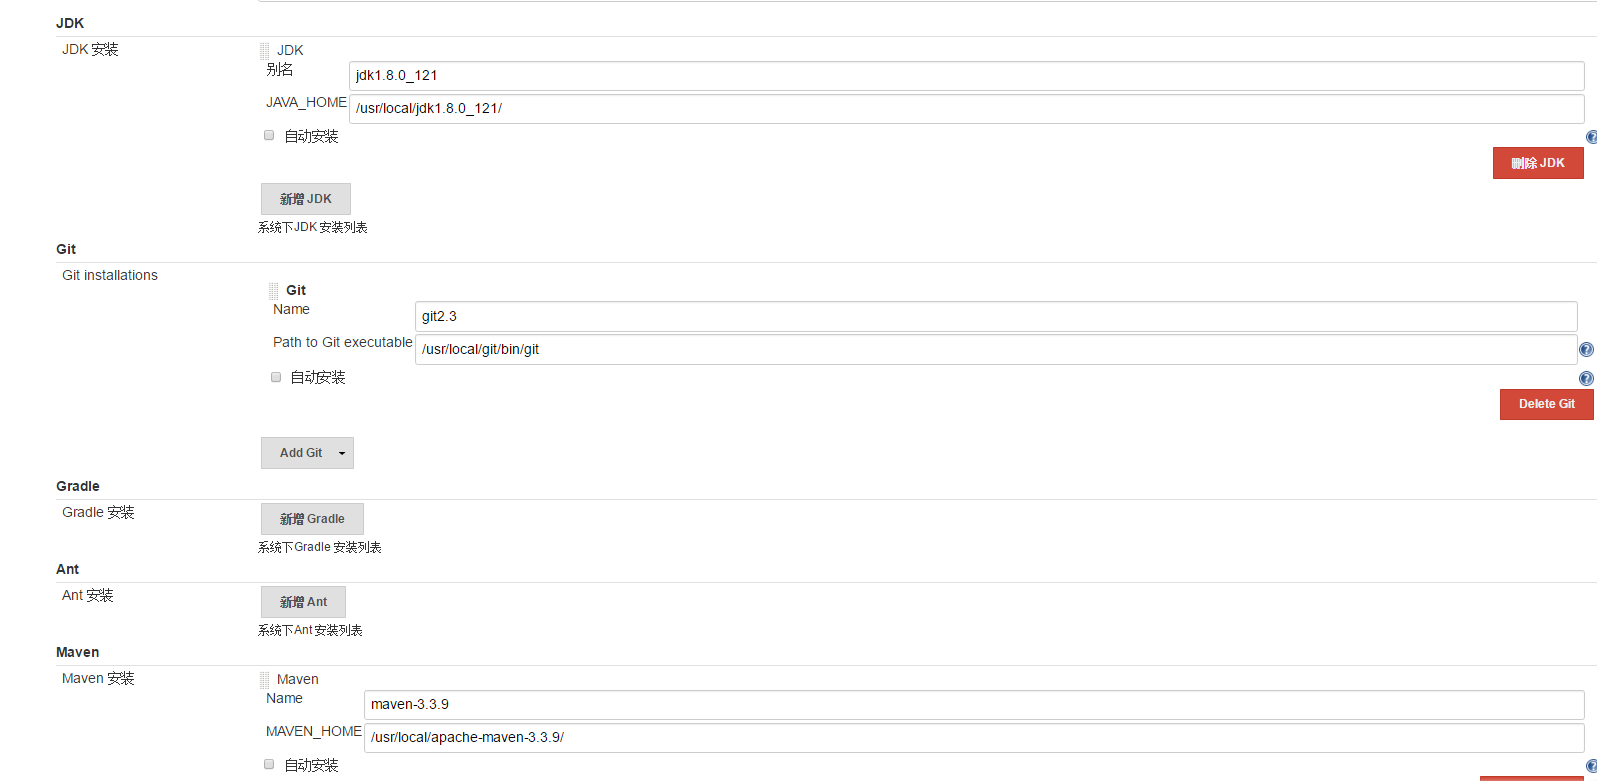 JDK
JDK 安装
JDK
别名
jdk1.8.0_121
JAVA_HOME
/usr/local/jdk1.8.0_121/
自动安装
删除 JDK
新增 JDK
系统下JDK 安装列表
Git
Git installations
Git
Name
git2.3
Path to Git executable
/usr/local/git/bin/git
自动安装
Delete Git
Add Git
Gradle
Gradle 安装
新增 Gradle
系统下Gradle 安装列表
Ant
Ant 安装
新增 Ant
系统下Ant 安装列表
Maven
Maven 安装
Maven
Name
maven-3.3.9
MAVEN_HOME
/usr/local/apache-maven-3.3.9/
自动安装